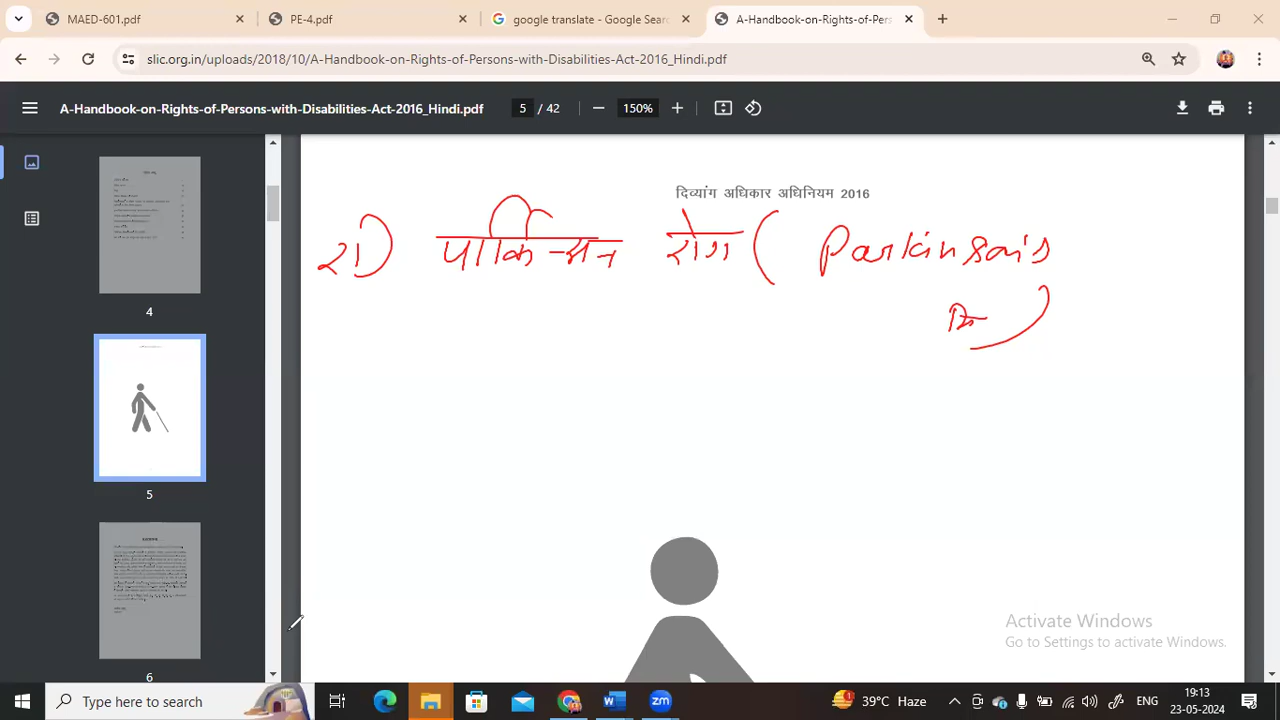 MAED-601.pdf
PE-4.pdf
google translate - Google Searc
A-Handbook-on-Rights-of-Pers
slic.org.in/uploads/2018/10/A-Handbook-on-Rights-of-Persons-with-Disabilities-Act-2016_Hindi.pdf
A-Handbook-on-Rights-of-Persons-with-Disabilities-Act-2016_Hindi.pdf
5 / 42
150%
दिव्यांग अधिकार अधिनियम 2016
२१) पार्किन्सन रोग ( Parkinson's
)
4
5
6
Activate Windows
Go to Settings to activate Windows.
Type here to search
39°C Haze
ENG
19:13
23-05-2024